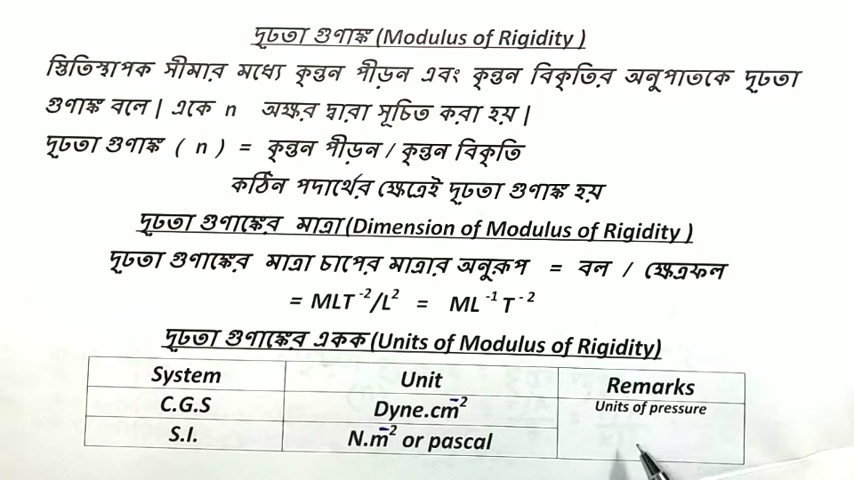 দৃঢ়তা গুণাঙ্ক (Modulus of Rigidity )
স্তিতিস্থাপক সীমার মধ্যে কৃন্তন পীড়ন এবং কৃন্তন বিকৃতির অনুপাতকে দৃঢ়তা
গুণাঙ্ক বলে | একে n অক্ষর দ্বারা সূচিত করা হয় |
দৃঢ়তা গুণাঙ্ক ( n ) = কৃন্তন পীড়ন / কৃন্তন বিকৃতি
কঠিন পদার্থের ক্ষেত্রেই দৃঢ়তা গুণাঙ্ক হয়
দৃঢ়তা গুণাঙ্কের মাত্রা (Dimension of Modulus of Rigidity )
দৃঢ়তা গুণাঙ্কের মাত্রা চাপের মাত্রার অনুরূপ = বল / ক্ষেত্রফল
= MLT⁻²/L² = ML⁻¹T⁻²
দৃঢ়তা গুণাঙ্কের একক (Units of Modulus of Rigidity)
System Unit Remarks
C.G.S Dyne.cm⁻² Units of pressure
S.I. N.m⁻² or pascal